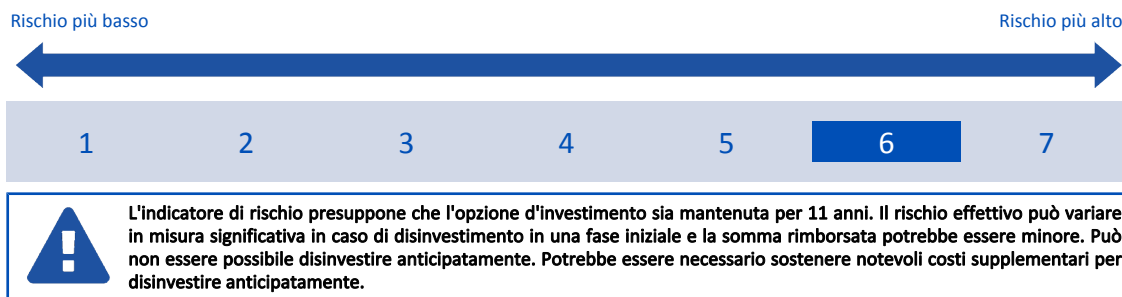 Rischio più basso Rischio più alto
1 2 3 4 5 6 7
L'indicatore di rischio presuppone che l'opzione d'investimento sia mantenuta per 11 anni. Il rischio effettivo può variare
in misura significativa in caso di disinvestimento in una fase iniziale e la somma rimborsata potrebbe essere minore. Può
non essere possibile disinvestire anticipatamente. Potrebbe essere necessario sostenere notevoli costi supplementari per
disinvestire anticipatamente.